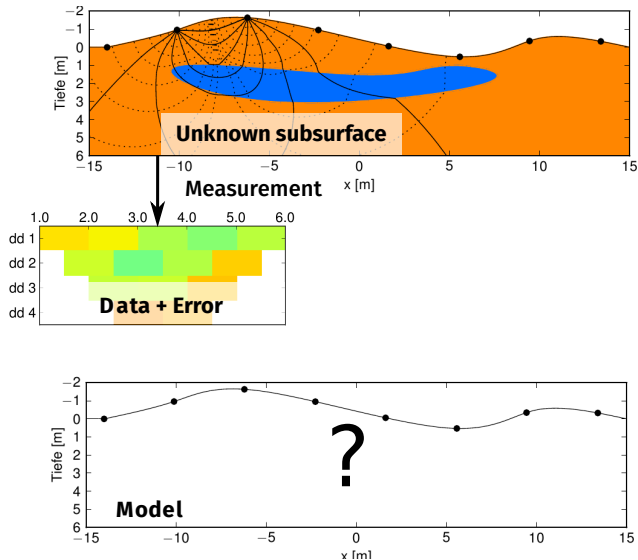 −2
−1
0
1
2
3
4
5
6
Tiefe [m]
Unknown subsurface
−15 −10 −5 0 5 10 15
x [m]
Measurement
1.0 2.0 3.0 4.0 5.0 6.0
dd 1
dd 2
dd 3
dd 4
Data + Error
−2
−1
0
1
2
3
4
5
6
Tiefe [m]
?
Model
−15 −10 −5 0 5 10 15
x [m]